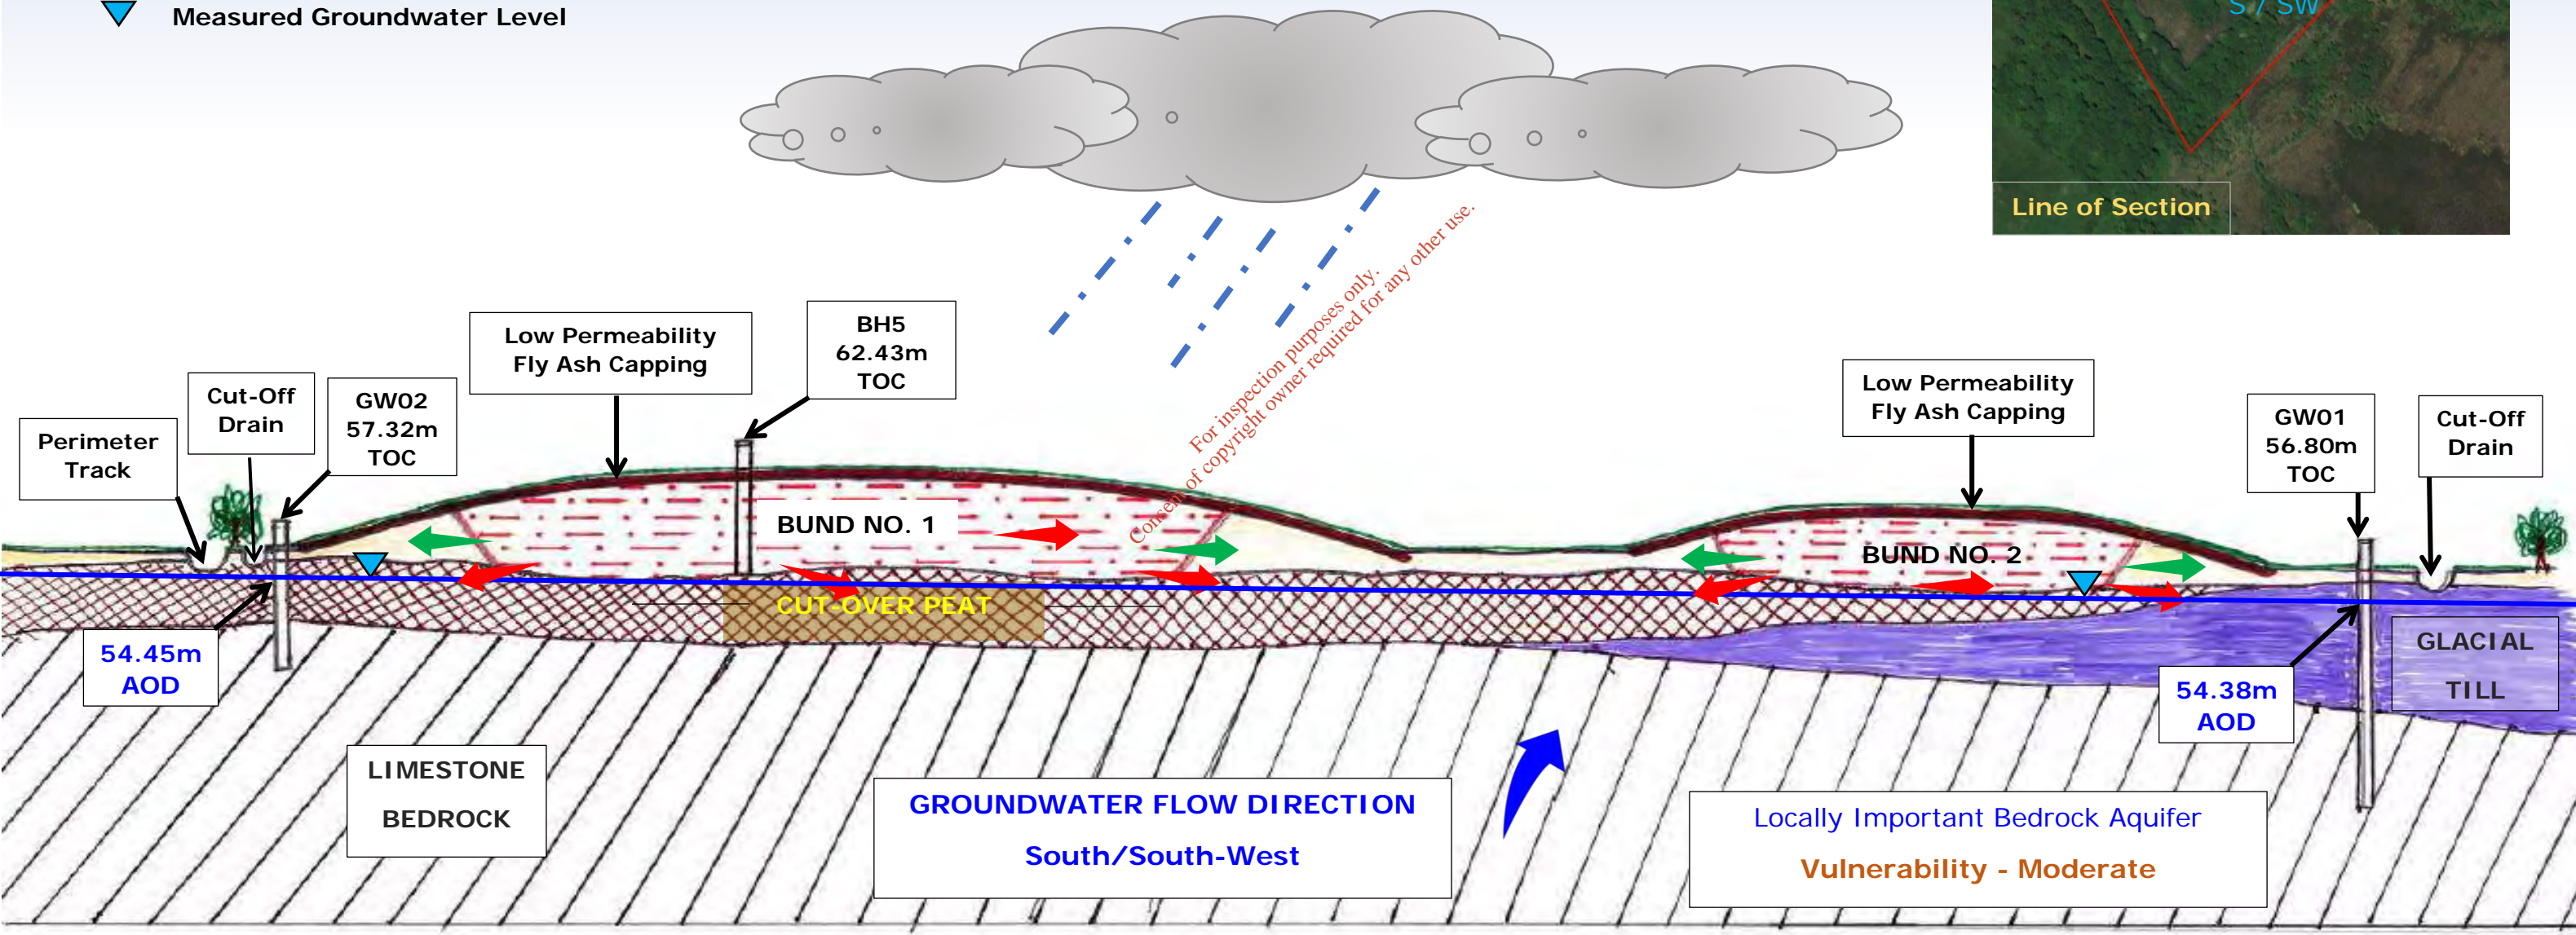 Measured Groundwater Level
S / SW
Line of Section
For inspection purposes only.
Consent of copyright owner required for any other use.
Perimeter
Track
Cut-Off
Drain
GW02
57.32m
TOC
Low Permeability
Fly Ash Capping
BH5
62.43m
TOC
Low Permeability
Fly Ash Capping
GW01
56.80m
TOC
Cut-Off
Drain
BUND NO. 1
BUND NO. 2
CUT-OVER PEAT
54.45m
AOD
54.38m
AOD
GLACIAL
TILL
LIMESTONE
BEDROCK
GROUNDWATER FLOW DIRECTION
South/South-West
Locally Important Bedrock Aquifer
Vulnerability - Moderate